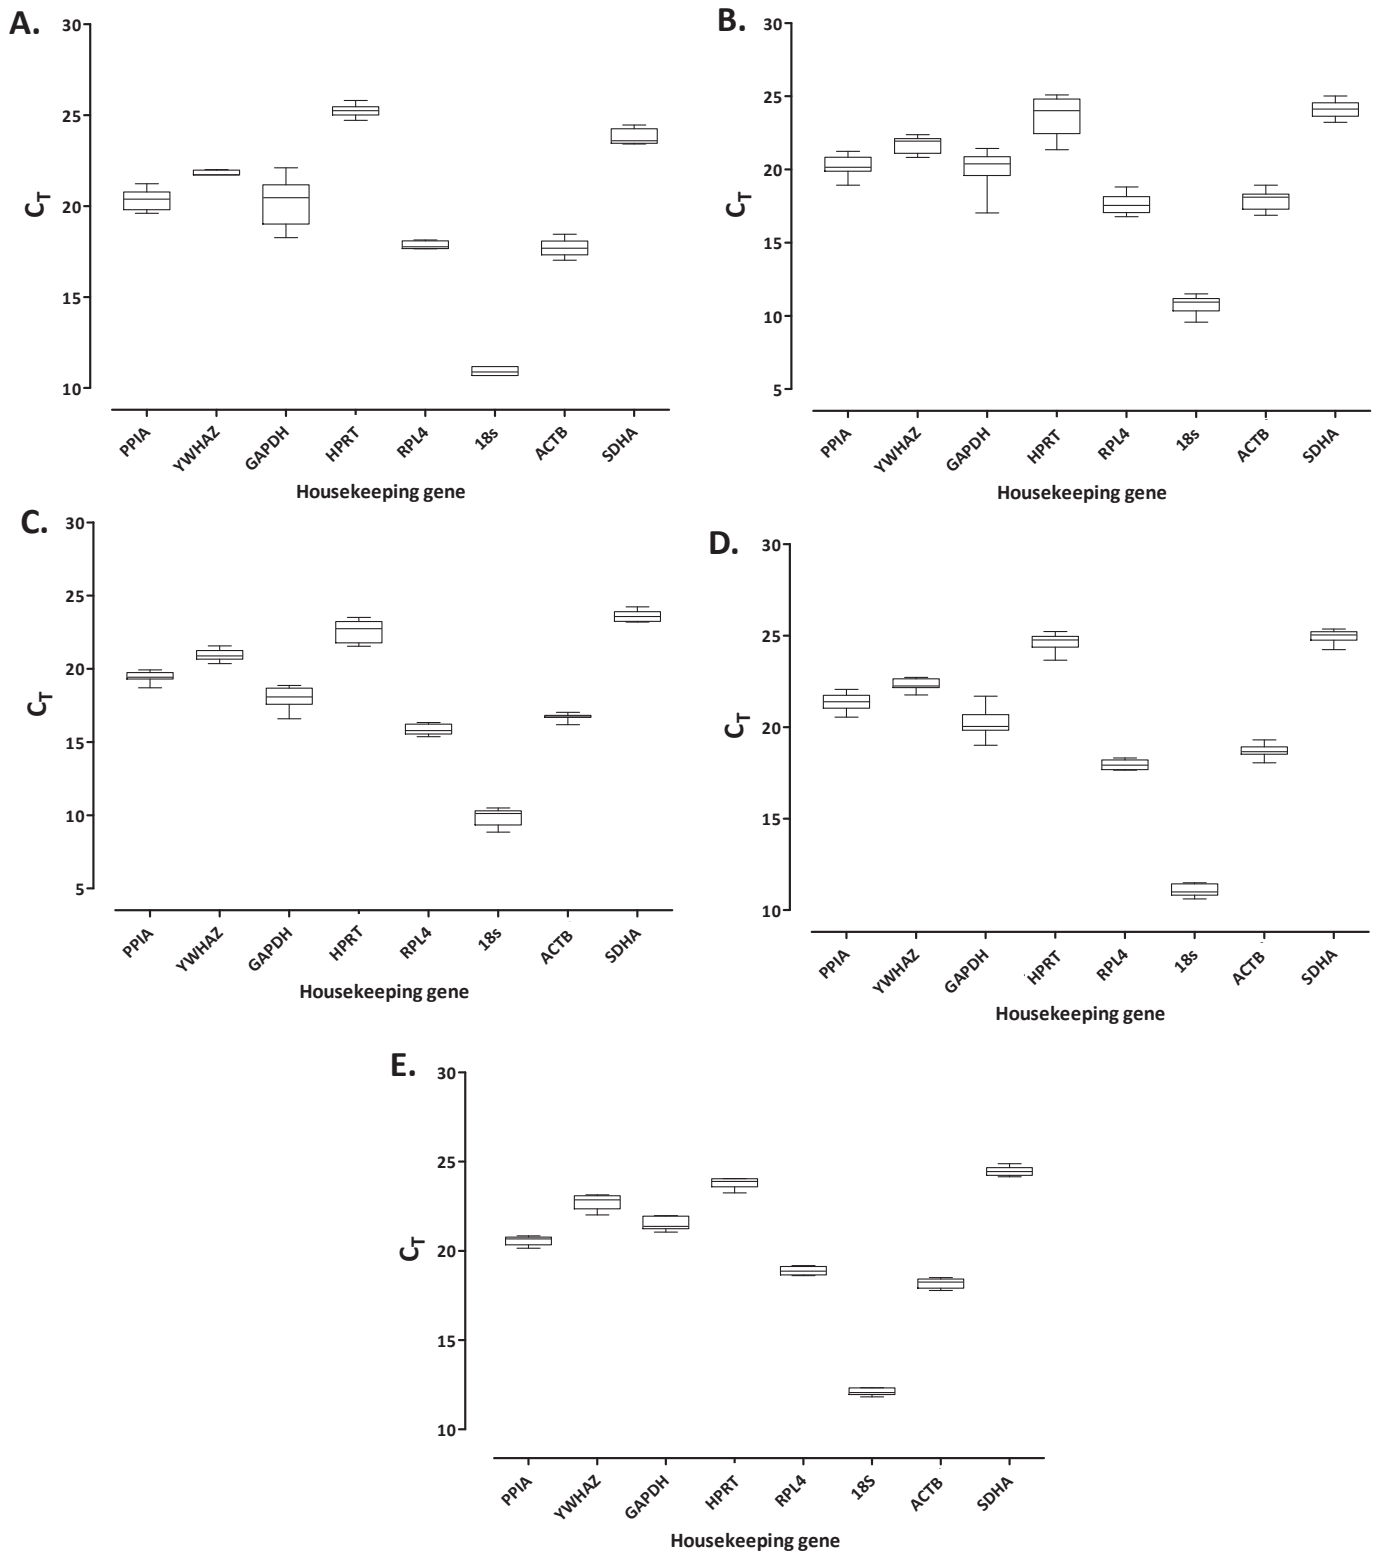 A.
30
25
20
15
10
CT
PPIA
YWHAZ
GAPDH
HPRT
RPL4
18s
ACTB
SDHA
Housekeeping gene
B.
30
25
20
15
10
5
CT
PPIA
YWHAZ
GAPDH
HPRT
RPL4
18s
ACTB
SDHA
Housekeeping gene
C.
30
25
20
15
10
5
CT
PPIA
YWHAZ
GAPDH
HPRT
RPL4
18s
ACTB
SDHA
Housekeeping gene
D.
30
25
20
15
10
CT
PPIA
YWHAZ
GAPDH
HPRT
RPL4
18s
ACTB
SDHA
Housekeeping gene
E.
30
25
20
15
10
CT
PPIA
YWHAZ
GAPDH
HPRT
RPL4
18S
ACTB
SDHA
Housekeeping gene